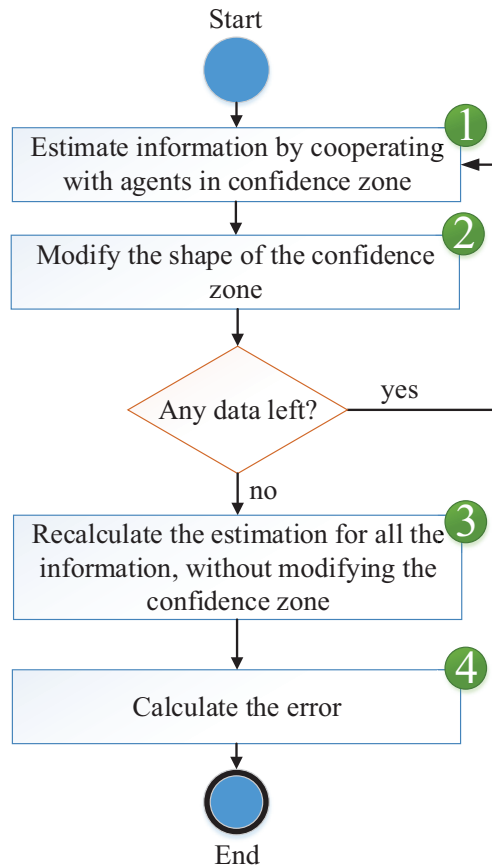 Start
1
Estimate information by cooperating
with agents in confidence zone
2
Modify the shape of the confidence
zone
Any data left?
yes
no
3
Recalculate the estimation for all the
information, without modifying the
confidence zone
4
Calculate the error
End